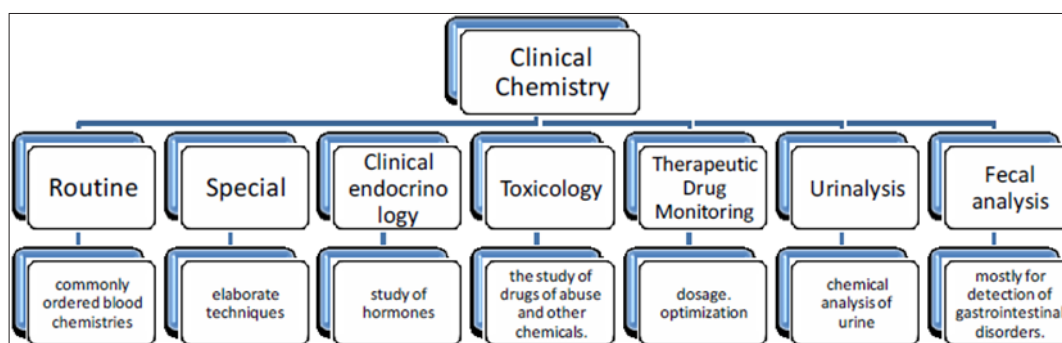 Clinical
Chemistry
Routine
Special
Clinical
endocrino
logy
Toxicology
Therapeutic
Drug
Monitoring
Urinalysis
Fecal
analysis
commonly
ordered blood
chemistries
elaborate
techniques
study of
hormones
the study of
drugs of abuse
and other
chemicals.
dosage.
optimization
chemical
analysis of
urine
mostly for
detection of
gastrointestinal
disorders.